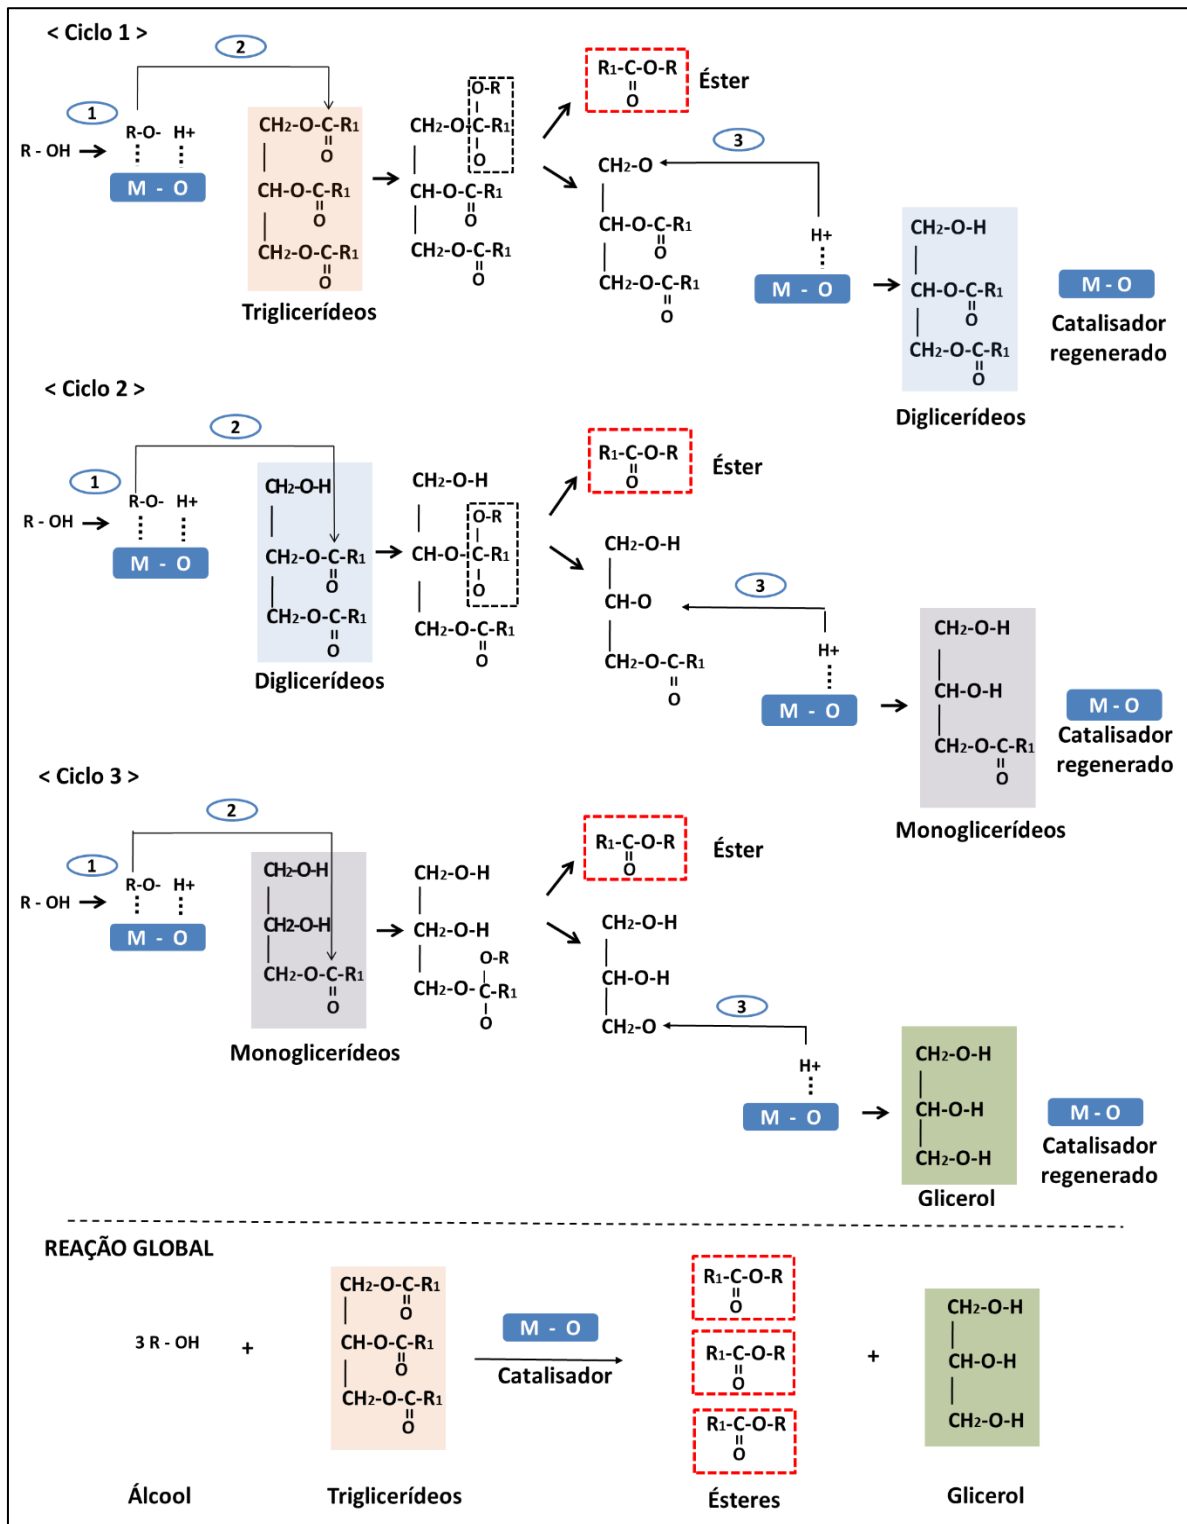 < Ciclo 1 >
2
1
R - OH
R-O- H+
M - O
CH2-O-C-R1
O
CH-O-C-R1
O
CH2-O-C-R1
O
Triglicerídeos
O-R
CH2-O-C-R1
O
CH-O-C-R1
O
CH2-O-C-R1
O
R1-C-O-R
O
Éster
CH2-O
CH-O-C-R1
O
CH2-O-C-R1
O
3
H+
M - O
CH2-O-H
CH-O-C-R1
O
CH2-O-C-R1
O
Diglicerídeos
M - O
Catalisador
regenerado
< Ciclo 2 >
2
1
R - OH
R-O- H+
M - O
CH2-O-H
CH2-O-C-R1
O
CH2-O-C-R1
O
Diglicerídeos
CH2-O-H
O-R
CH-O-C-R1
O
CH2-O-C-R1
O
R1-C-O-R
O
Éster
CH2-O-H
CH-O
CH2-O-C-R1
O
3
H+
M - O
CH2-O-H
CH-O-H
CH2-O-C-R1
O
Monoglicerídeos
M - O
Catalisador
regenerado
< Ciclo 3 >
2
1
R - OH
R-O- H+
M - O
CH2-O-H
CH2-O-H
CH2-O-C-R1
O
Monoglicerídeos
CH2-O-H
CH2-O-H
O-R
CH2-O-C-R1
O
R1-C-O-R
O
Éster
CH2-O-H
CH-O-H
CH2-O
3
H+
M - O
CH2-O-H
CH-O-H
CH2-O-H
Glicerol
M - O
Catalisador
regenerado
REAÇÃO GLOBAL
3 R - OH
+
CH2-O-C-R1
O
CH-O-C-R1
O
CH2-O-C-R1
O
M - O
Catalisador
R1-C-O-R
O
R1-C-O-R
O
R1-C-O-R
O
+
CH2-O-H
CH-O-H
CH2-O-H
Álcool
Triglicerídeos
Ésteres
Glicerol